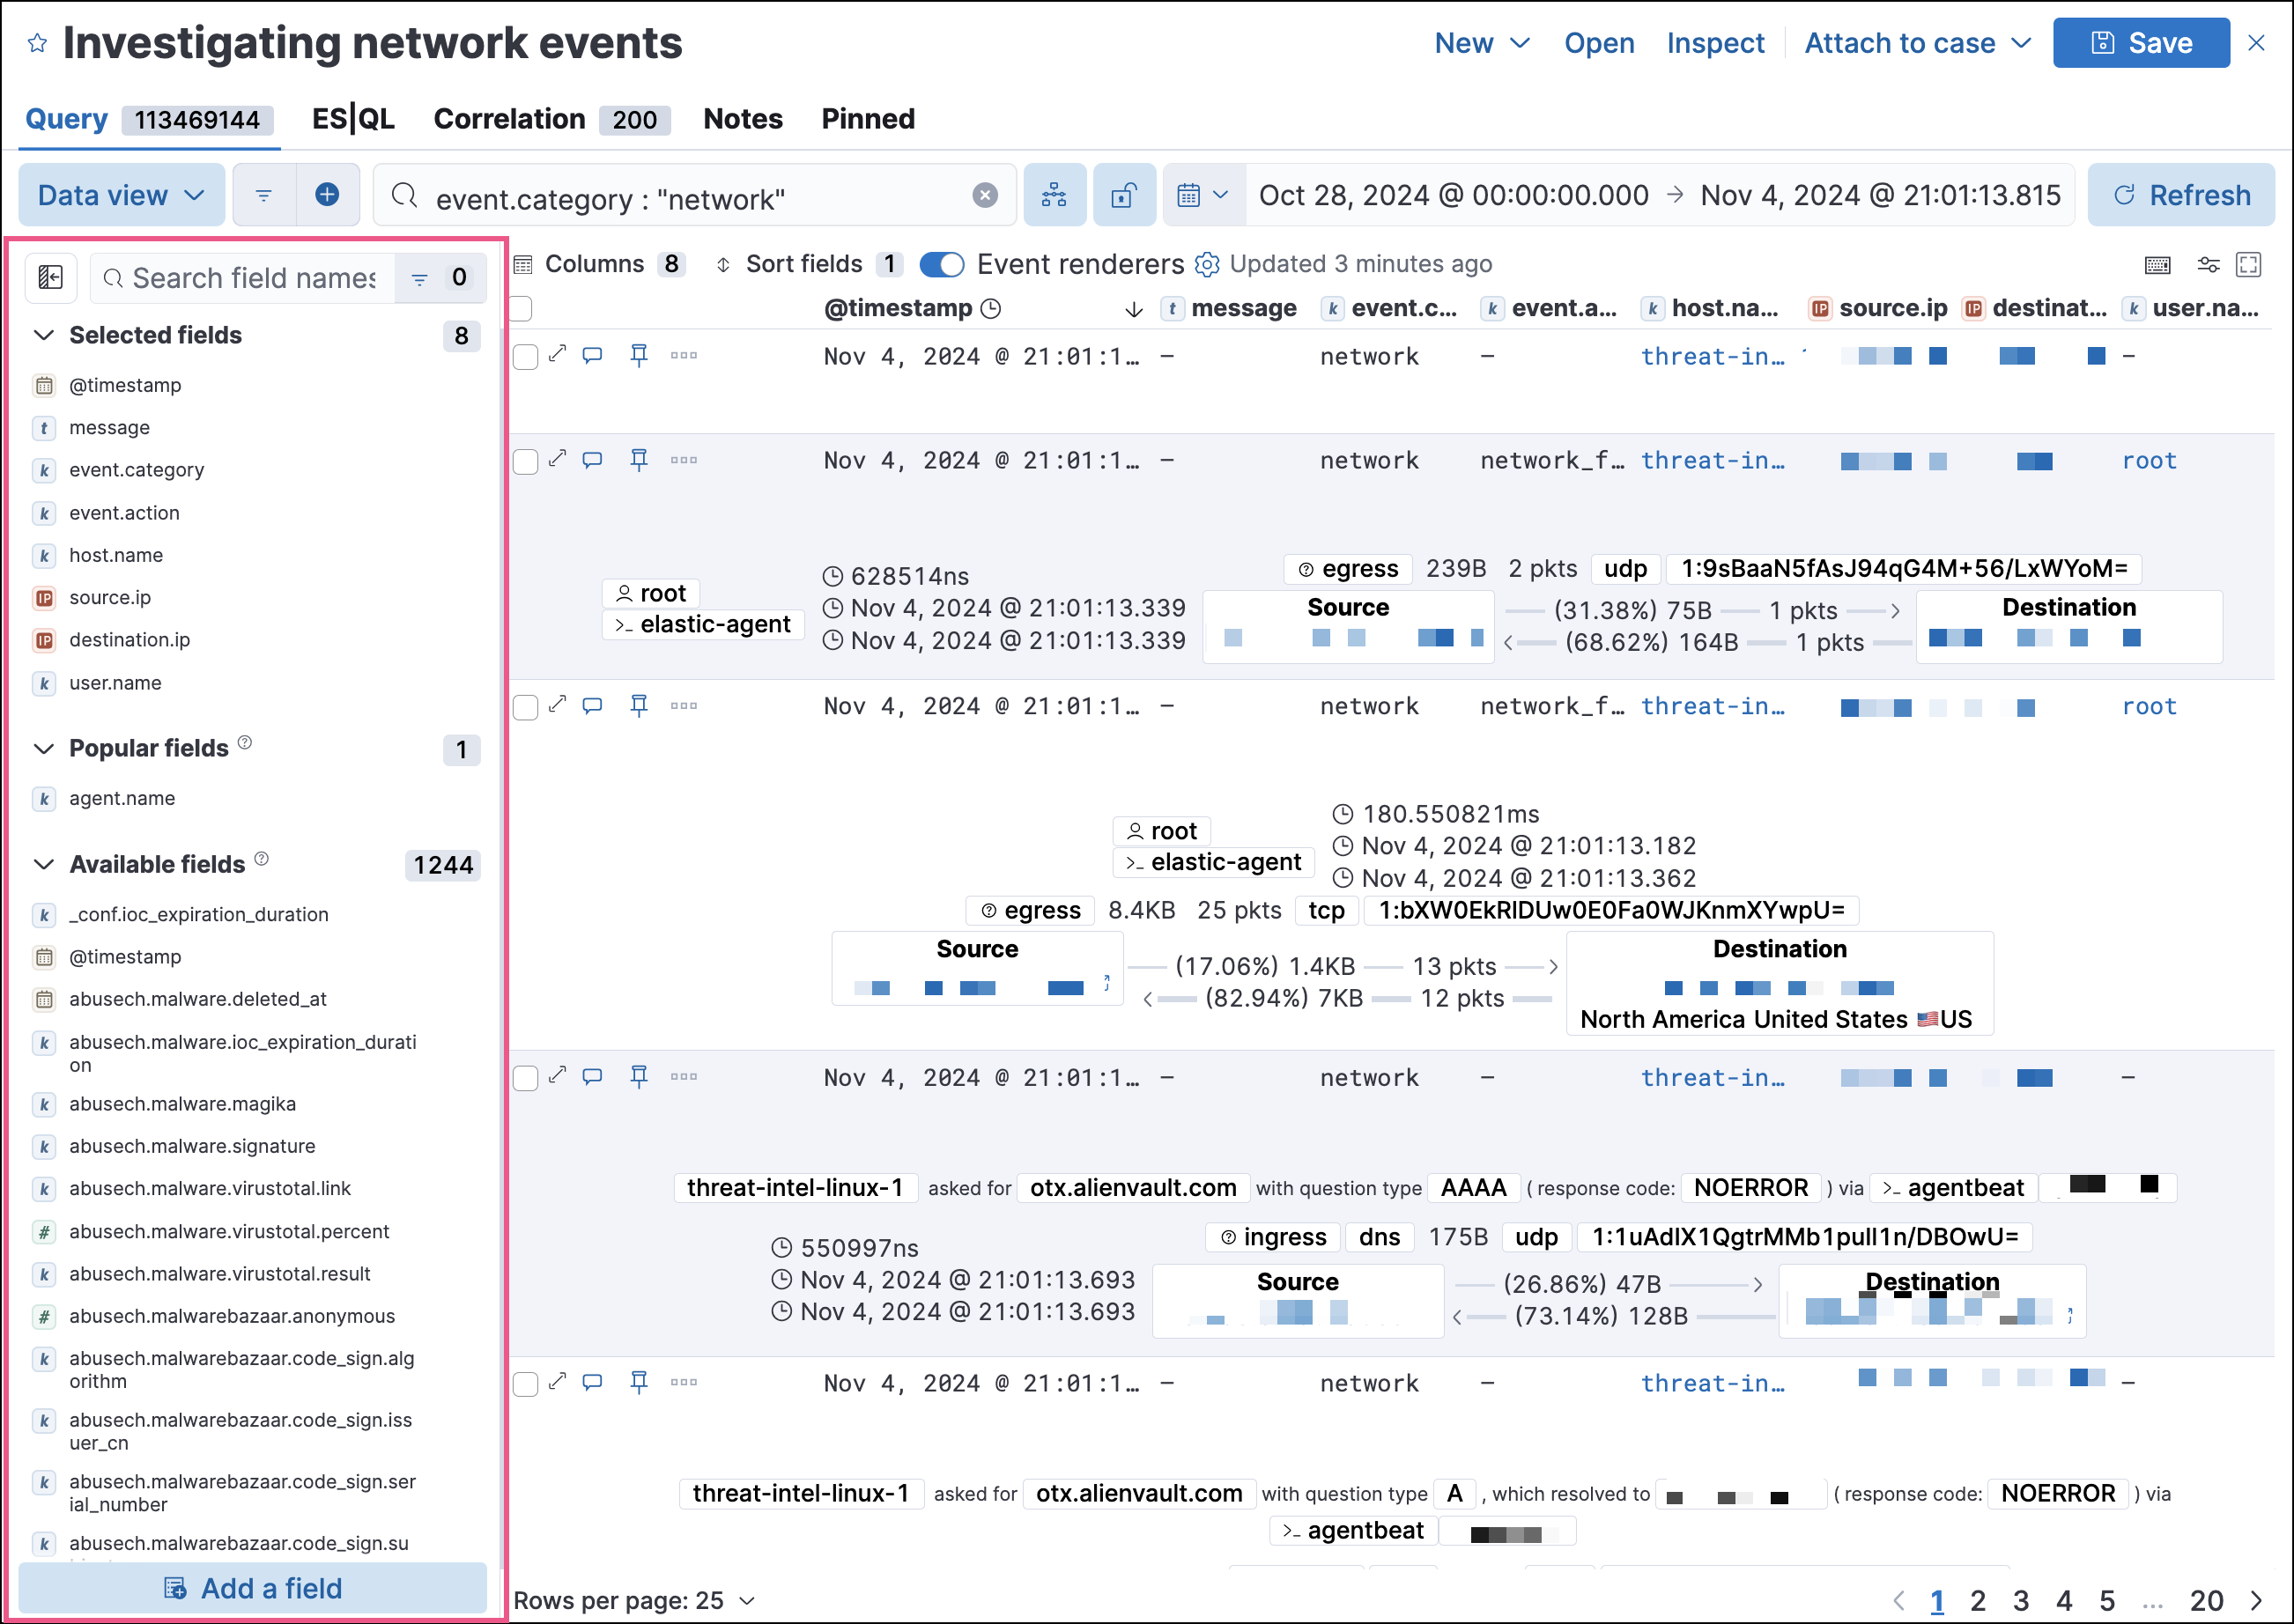 Investigating network events
New Open Inspect Attach to case Save
Query 113469144 ES|QL Correlation 200 Notes Pinned
Data view event.category : "network" Oct 28, 2024 @ 00:00:00.000 → Nov 4, 2024 @ 21:01:13.815 Refresh
Search field names 0
Selected fields 8
@timestamp
message
event.category
event.action
host.name
source.ip
destination.ip
user.name
Popular fields 1
agent.name
Available fields 1244
_conf.ioc_expiration_duration
@timestamp
abusech.malware.deleted_at
abusech.malware.ioc_expiration_durati
on
abusech.malware.magika
abusech.malware.signature
abusech.malware.virustotal.link
abusech.malware.virustotal.percent
abusech.malware.virustotal.result
abusech.malwarebazaar.anonymous
abusech.malwarebazaar.code_sign.alg
orithm
abusech.malwarebazaar.code_sign.iss
uer_cn
abusech.malwarebazaar.code_sign.ser
ial_number
abusech.malwarebazaar.code_sign.su
Add a field
Columns 8 Sort fields 1 Event renderers Updated 3 minutes ago
@timestamp message event.c... event.a... host.na... source.ip destinat... user.na...
Nov 4, 2024 @ 21:01:1… — network — threat-in… —
Nov 4, 2024 @ 21:01:1… — network network_f… threat-in… root
root
elastic-agent
628514ns
Nov 4, 2024 @ 21:01:13.339
Nov 4, 2024 @ 21:01:13.339
egress 239B 2 pkts udp 1:9sBaaN5fAsJ94qG4M+56/LxWYoM=
Source (31.38%) 75B 1 pkts Destination
(68.62%) 164B 1 pkts
Nov 4, 2024 @ 21:01:1… — network network_f… threat-in… root
root
elastic-agent
180.550821ms
Nov 4, 2024 @ 21:01:13.182
Nov 4, 2024 @ 21:01:13.362
egress 8.4KB 25 pkts tcp 1:bXW0EkRIDUw0E0Fa0WJKnmXYwpU=
Source (17.06%) 1.4KB 13 pkts Destination
(82.94%) 7KB 12 pkts
North America United States 🇺🇸US
Nov 4, 2024 @ 21:01:1… — network — threat-in… —
threat-intel-linux-1 asked for otx.alienvault.com with question type AAAA ( response code: NOERROR ) via agentbeat
550997ns
Nov 4, 2024 @ 21:01:13.693
Nov 4, 2024 @ 21:01:13.693
ingress dns 175B udp 1:1uAdIX1QgtrMMb1pull1n/DBOwU=
Source (26.86%) 47B Destination
(73.14%) 128B
Nov 4, 2024 @ 21:01:1… — network — threat-in… —
threat-intel-linux-1 asked for otx.alienvault.com with question type A , which resolved to ( response code: NOERROR ) via
agentbeat
Rows per page: 25
1 2 3 4 5 ... 20